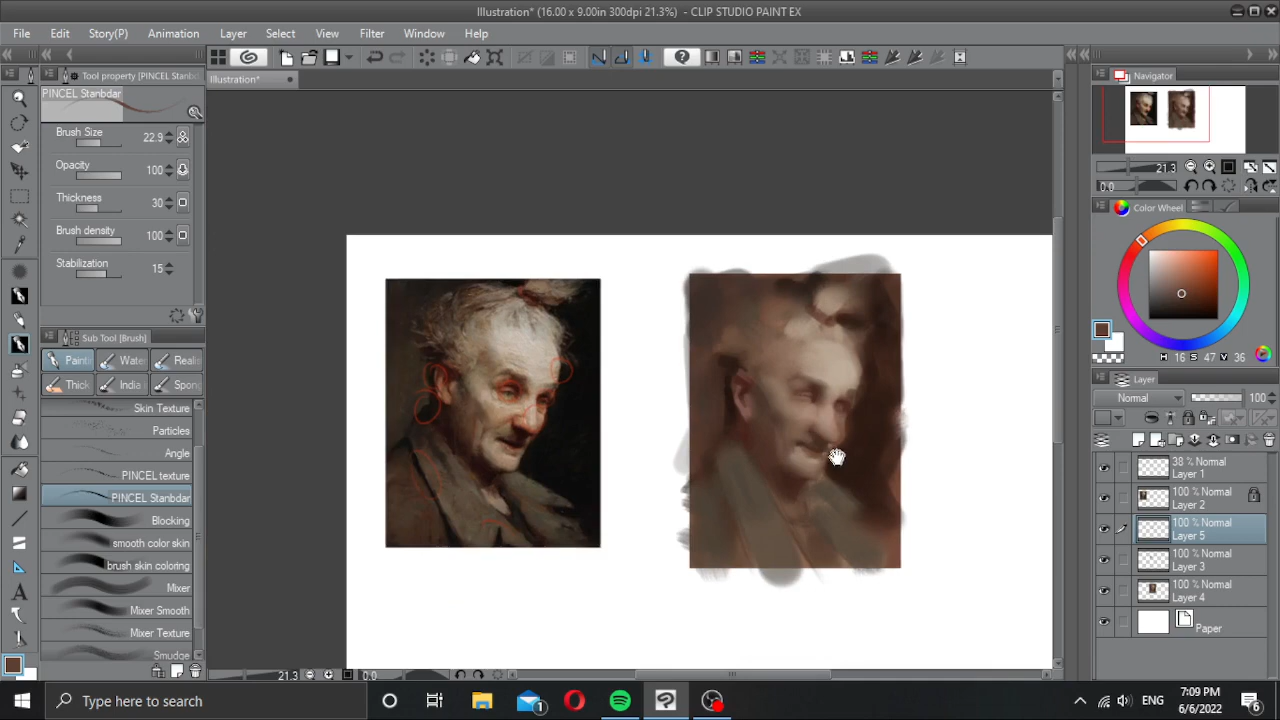 Illustration* (16.00 x 9.00in 300dpi 21.3%) - CLIP STUDIO PAINT EX
File Edit Story(P) Animation Layer Select View Filter Window Help
Tool property [PINCEL Stanbda
Illustration*
Navigator
PINCEL Stanbdar
Brush Size 22.9
Opacity 100
Thickness 30
Brush density 100
Stabilization 15
21.3
0.0
Color Wheel
H 16 S 47 V 36
Sub Tool [Brush]
Painti Water Realis
Thick India i Spong
Skin Texture
Particles
Angle
PINCEL texture
PINCEL Stanbdar
Blocking
smooth color skin
brush skin coloring
Mixer
Mixer Smooth
Mixer Texture
Smudge
Layer
Normal 100
38 % Normal
Layer 1
100 % Normal
Layer 2
100 % Normal
Layer 5
100 % Normal
Layer 3
100 % Normal
Layer 4
Paper
21.3 0.0
Type here to search
1
ENG
7:09 PM
6/6/2022
6